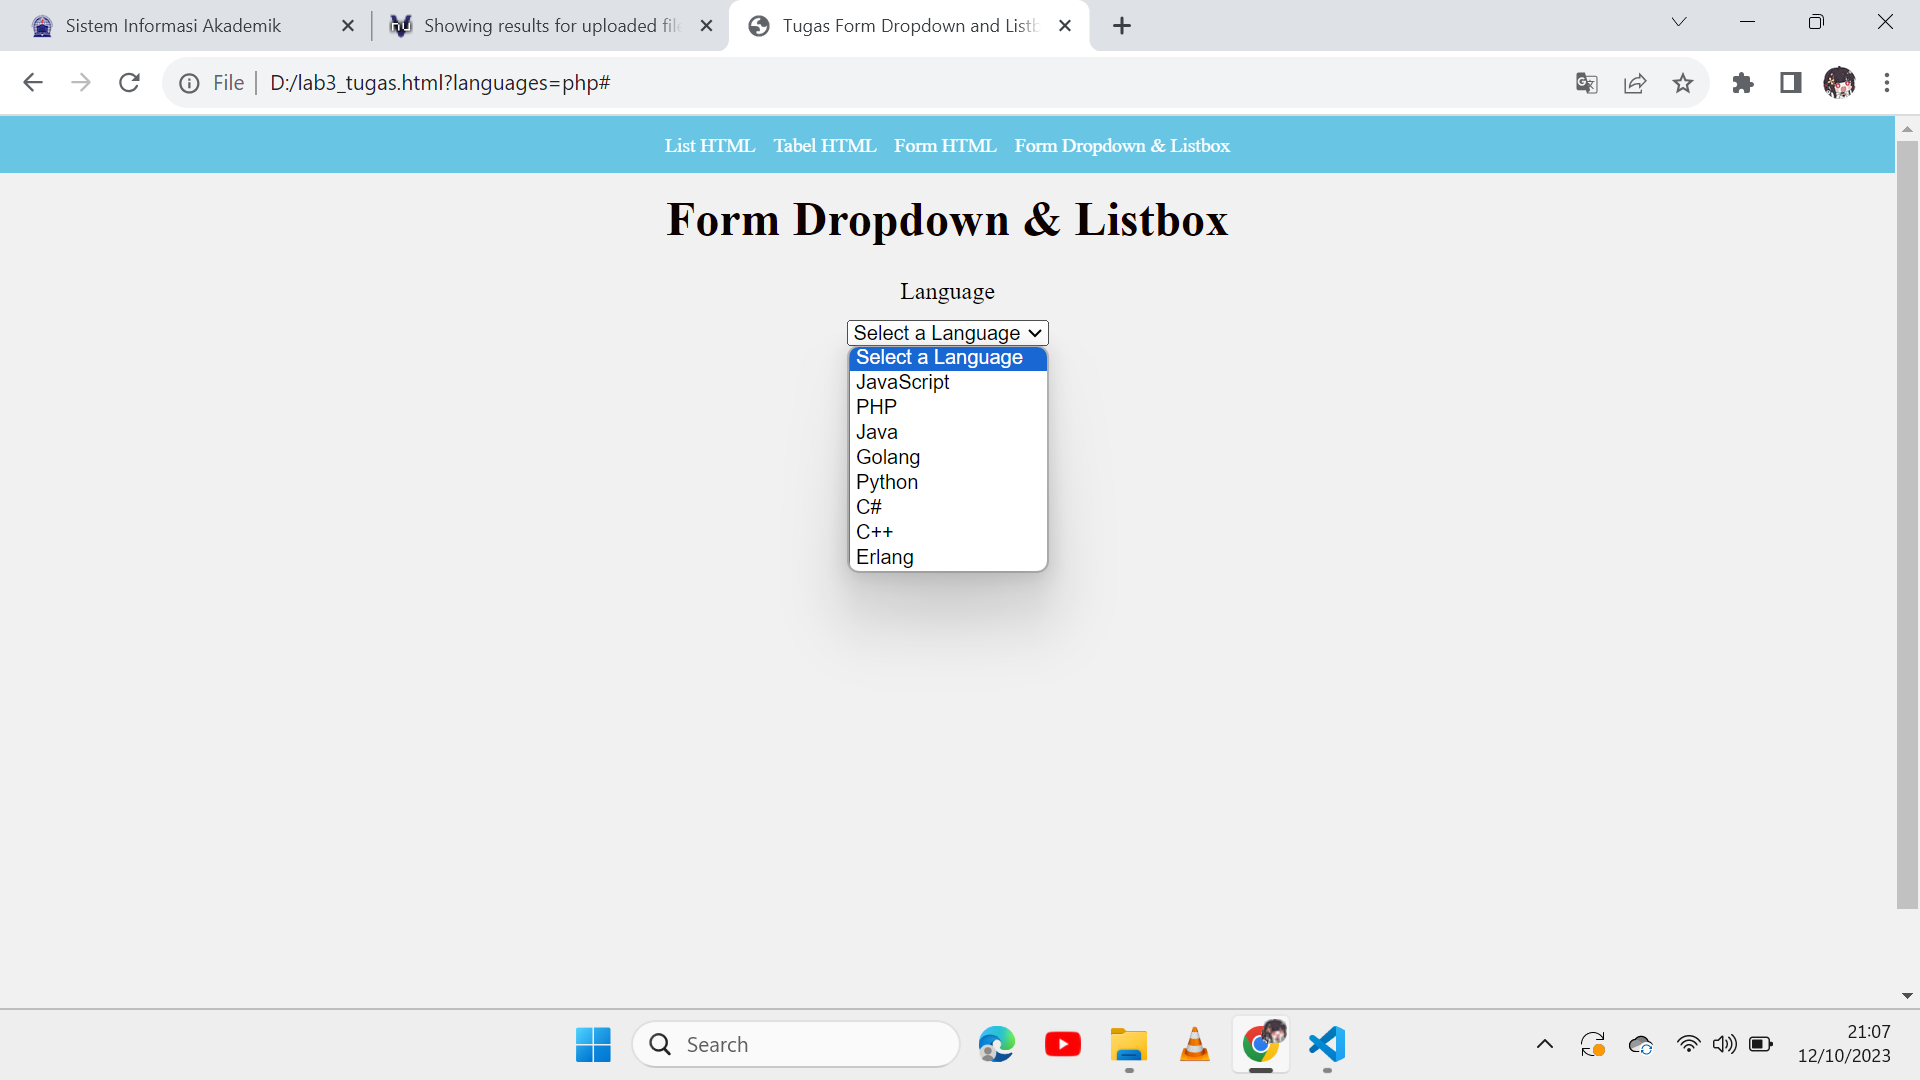 Sistem Informasi Akademik
Showing results for uploaded file
Tugas Form Dropdown and Listb
File
D:/lab3_tugas.html?languages=php#
List HTML Tabel HTML Form HTML Form Dropdown & Listbox
Form Dropdown & Listbox
Language
Select a Language
Select a Language
JavaScript
PHP
Java
Golang
Python
C#
C++
Erlang
Search
21:07
12/10/2023